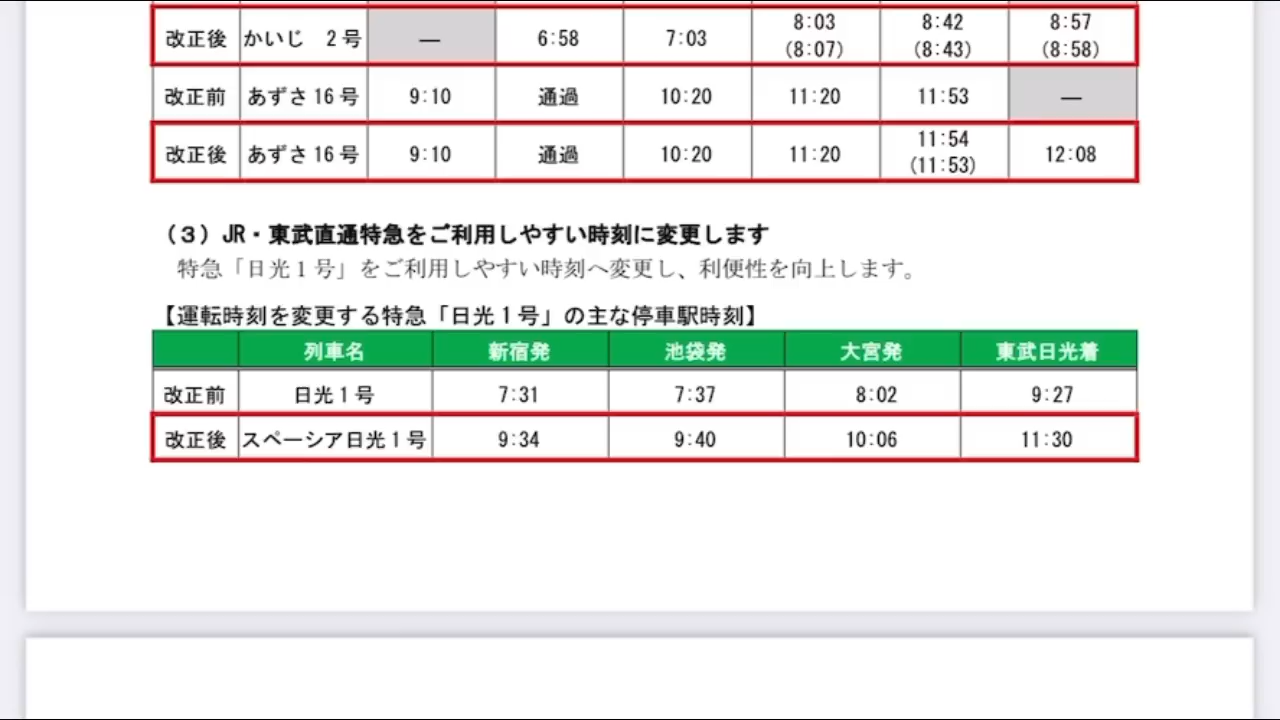 改正後 かいじ 2号 ― 6:58 7:03 8:03 (8:07) 8:42 (8:43) 8:57 (8:58)
改正前 あずさ16号 9:10 通過 10:20 11:20 11:53 ―
改正後 あずさ16号 9:10 通過 10:20 11:20 11:54 (11:53) 12:08
（３）JR・東武直通特急をご利用しやすい時刻に変更します
特急「日光１号」をご利用しやすい時刻へ変更し、利便性を向上します。
【運転時刻を変更する特急「日光１号」の主な停車駅時刻】
列車名 新宿発 池袋発 大宮発 東武日光着
改正前 日光１号 7:31 7:37 8:02 9:27
改正後 スペーシア日光１号 9:34 9:40 10:06 11:30